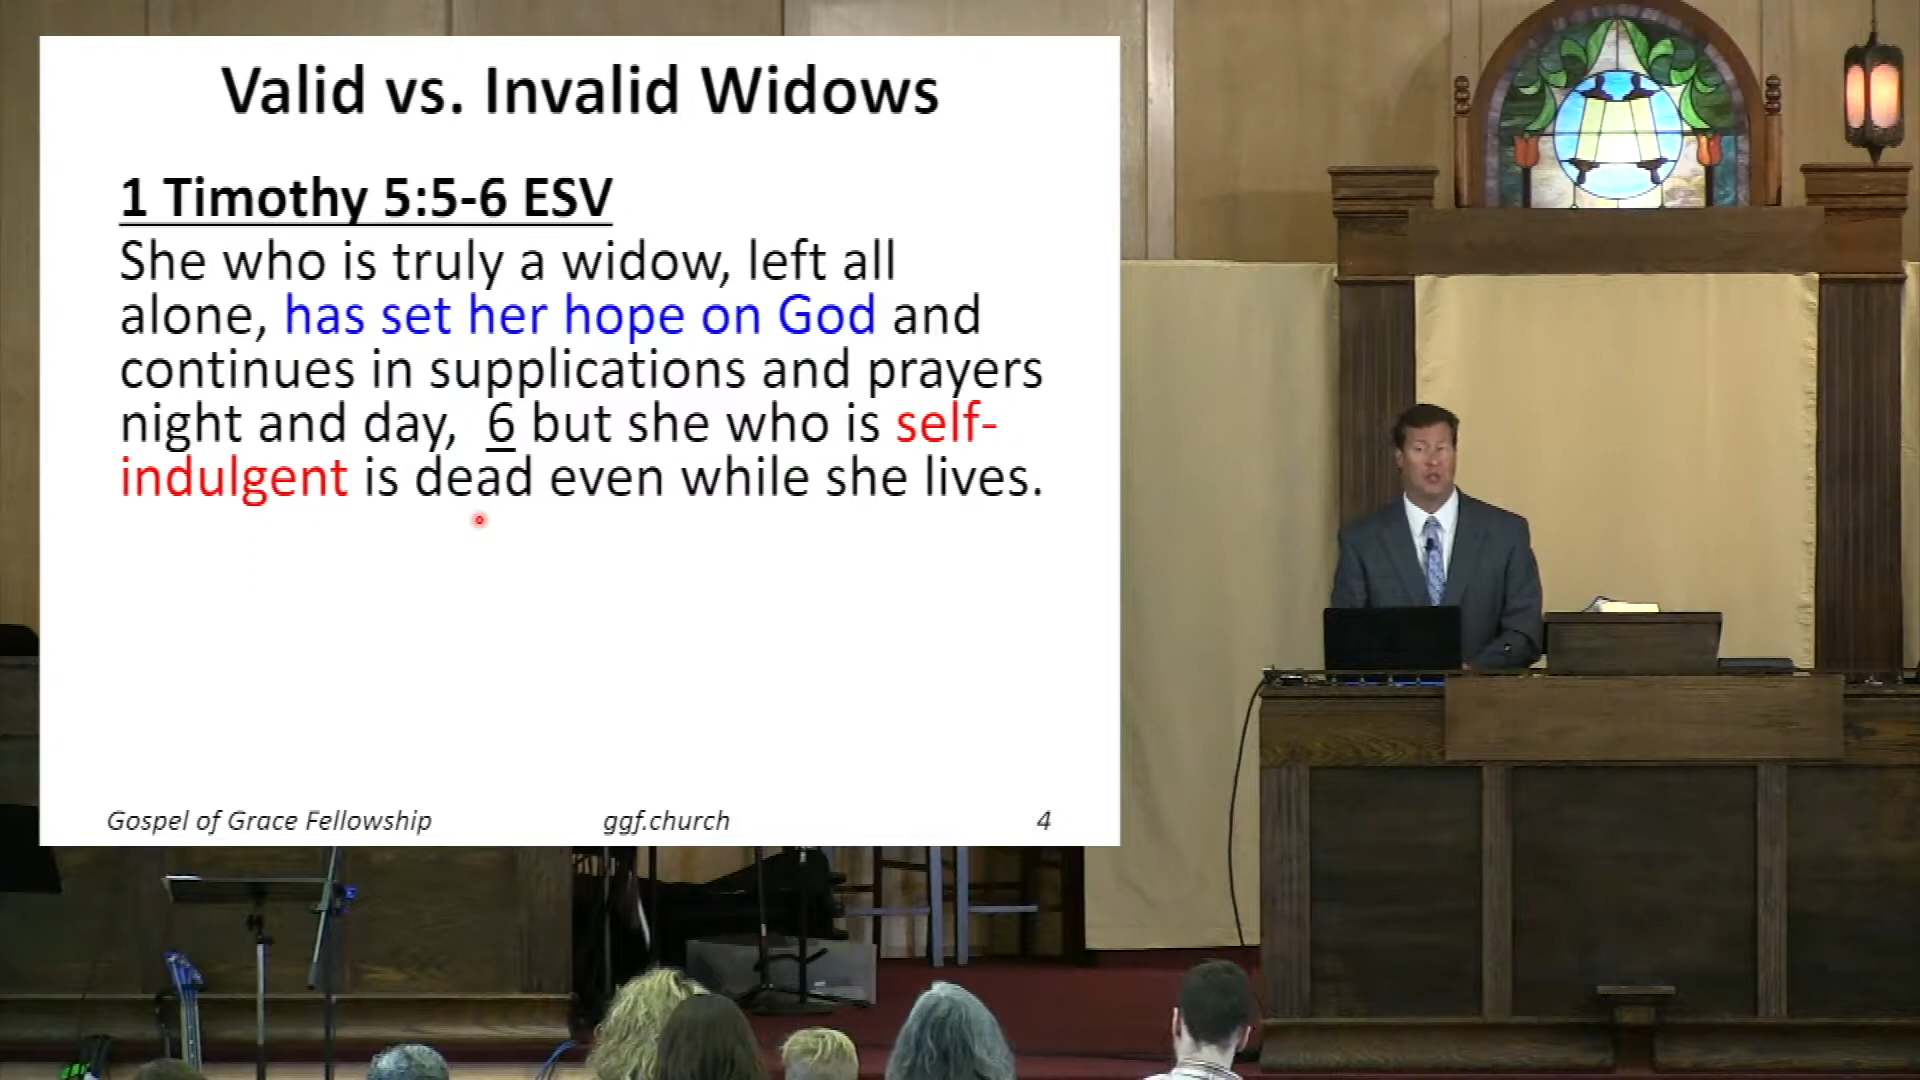 Valid vs. Invalid Widows
1 Timothy 5:5-6 ESV
She who is truly a widow, left all
alone, has set her hope on God and
continues in supplications and prayers
night and day, 6 but she who is self-
indulgent is dead even while she lives.
Gospel of Grace Fellowship ggf.church 4